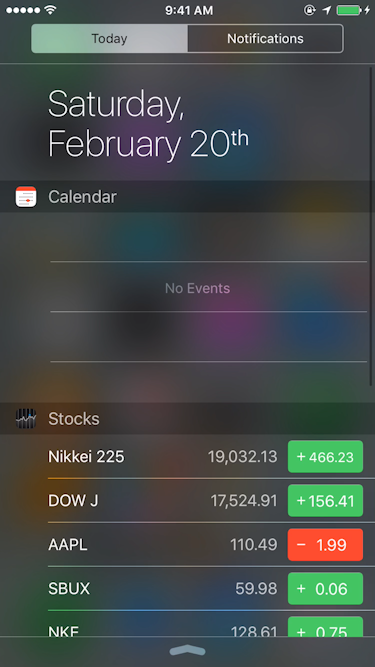 9:41 AM
Today
Notifications
Saturday,
February 20th
Calendar
No Events
Stocks
Nikkei 225 19,032.13 + 466.23
DOW J 17,524.91 + 156.41
AAPL 110.49 − 1.99
SBUX 59.98 + 0.06
NKE 128.61 + 0.75